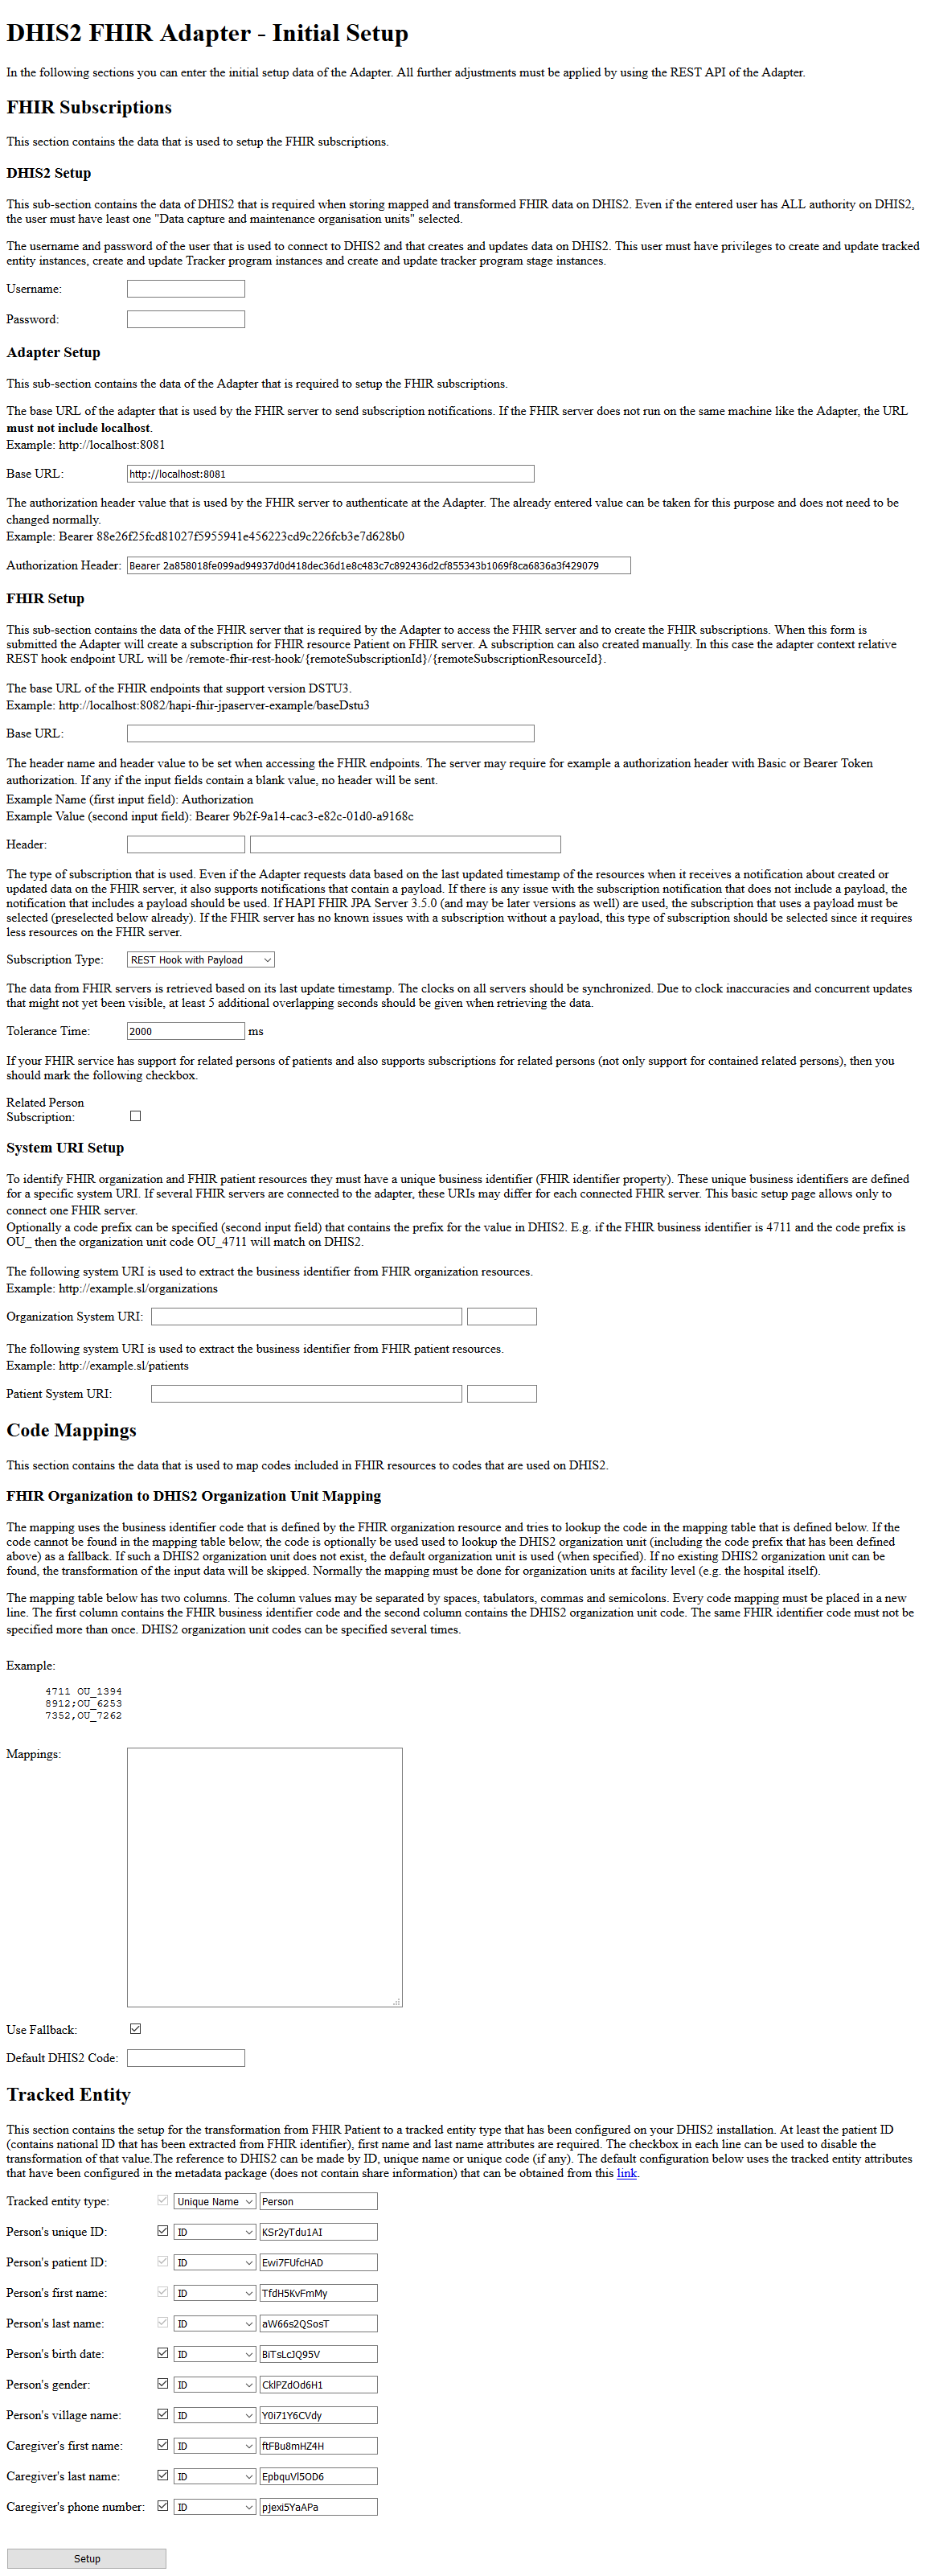 DHIS2 FHIR Adapter - Initial Setup
In the following sections you can enter the initial setup data of the Adapter. All further adjustments must be applied by using the REST API of the Adapter.
FHIR Subscriptions
This section contains the data that is used to setup the FHIR subscriptions.
DHIS2 Setup
This sub-section contains the data of DHIS2 that is required when storing mapped and transformed FHIR data on DHIS2. Even if the entered user has ALL authority on DHIS2,
the user must have least one "Data capture and maintenance organisation units" selected.
The username and password of the user that is used to connect to DHIS2 and that creates and updates data on DHIS2. This user must have privileges to create and update tracked
entity instances, create and update Tracker program instances and create and update tracker program stage instances.
Username:
Password:
Adapter Setup
This sub-section contains the data of the Adapter that is required to setup the FHIR subscriptions.
The base URL of the adapter that is used by the FHIR server to send subscription notifications. If the FHIR server does not run on the same machine like the Adapter, the URL
must not include localhost.
Example: http://localhost:8081
Base URL: http://localhost:8081
The authorization header value that is used by the FHIR server to authenticate at the Adapter. The already entered value can be taken for this purpose and does not need to be
changed normally.
Example: Bearer 88e26f25fcd81027f5955941e456223cd9c226fcb3e7d628b0
Authorization Header: Bearer 2a858018fe099ad94937d0d418dec36d1e8c483c7c892436d2cf855343b1069f8ca6836a3f429079
FHIR Setup
This sub-section contains the data of the FHIR server that is required by the Adapter to access the FHIR server and to create the FHIR subscriptions. When this form is
submitted the Adapter will create a subscription for FHIR resource Patient on FHIR server. A subscription can also created manually. In this case the adapter context relative
REST hook endpoint URL will be /remote-fhir-rest-hook/{remoteSubscriptionId}/{remoteSubscriptionResourceId}.
The base URL of the FHIR endpoints that support version DSTU3.
Example: http://localhost:8082/hapi-fhir-jpaserver-example/baseDstu3
Base URL:
The header name and header value to be set when accessing the FHIR endpoints. The server may require for example a authorization header with Basic or Bearer Token
authorization. If any if the input fields contain a blank value, no header will be sent.
Example Name (first input field): Authorization
Example Value (second input field): Bearer 9b2f-9a14-cac3-e82c-01d0-a9168c
Header:
The type of subscription that is used. Even if the Adapter requests data based on the last updated timestamp of the resources when it receives a notification about created or
updated data on the FHIR server, it also supports notifications that contain a payload. If there is any issue with the subscription notification that does not include a payload, the
notification that includes a payload should be used. If HAPI FHIR JPA Server 3.5.0 (and may be later versions as well) are used, the subscription that uses a payload must be
selected (preselected below already). If the FHIR server has no known issues with a subscription without a payload, this type of subscription should be selected since it requires
less resources on the FHIR server.
Subscription Type: REST Hook with Payload
The data from FHIR servers is retrieved based on its last update timestamp. The clocks on all servers should be synchronized. Due to clock inaccuracies and concurrent updates
that might not yet been visible, at least 5 additional overlapping seconds should be given when retrieving the data.
Tolerance Time: 2000 ms
If your FHIR service has support for related persons of patients and also supports subscriptions for related persons (not only support for contained related persons), then you
should mark the following checkbox.
Related Person
Subscription:
System URI Setup
To identify FHIR organization and FHIR patient resources they must have a unique business identifier (FHIR identifier property). These unique business identifiers are defined
for a specific system URI. If several FHIR servers are connected to the adapter, these URIs may differ for each connected FHIR server. This basic setup page allows only to
connect one FHIR server.
Optionally a code prefix can be specified (second input field) that contains the prefix for the value in DHIS2. E.g. if the FHIR business identifier is 4711 and the code prefix is
OU_ then the organization unit code OU_4711 will match on DHIS2.
The following system URI is used to extract the business identifier from FHIR organization resources.
Example: http://example.sl/organizations
Organization System URI:
The following system URI is used to extract the business identifier from FHIR patient resources.
Example: http://example.sl/patients
Patient System URI:
Code Mappings
This section contains the data that is used to map codes included in FHIR resources to codes that are used on DHIS2.
FHIR Organization to DHIS2 Organization Unit Mapping
The mapping uses the business identifier code that is defined by the FHIR organization resource and tries to lookup the code in the mapping table that is defined below. If the
code cannot be found in the mapping table below, the code is optionally be used used to lookup the DHIS2 organization unit (including the code prefix that has been defined
above) as a fallback. If such a DHIS2 organization unit does not exist, the default organization unit is used (when specified). If no existing DHIS2 organization unit can be
found, the transformation of the input data will be skipped. Normally the mapping must be done for organization units at facility level (e.g. the hospital itself).
The mapping table below has two columns. The column values may be separated by spaces, tabulators, commas and semicolons. Every code mapping must be placed in a new
line. The first column contains the FHIR business identifier code and the second column contains the DHIS2 organization unit code. The same FHIR identifier code must not be
specified more than once. DHIS2 organization unit codes can be specified several times.
Example:
4711 OU_1394
8912;OU_6253
7352,OU_7262
Mappings:
Use Fallback:
Default DHIS2 Code:
Tracked Entity
This section contains the setup for the transformation from FHIR Patient to a tracked entity type that has been configured on your DHIS2 installation. At least the patient ID
(contains national ID that has been extracted from FHIR identifier), first name and last name attributes are required. The checkbox in each line can be used to disable the
transformation of that value.The reference to DHIS2 can be made by ID, unique name or unique code (if any). The default configuration below uses the tracked entity attributes
that have been configured in the metadata package (does not contain share information) that can be obtained from this link.
Tracked entity type: Unique Name Person
Person's unique ID: ID KSr2yTdu1AI
Person's patient ID: ID Ewi7FUfcHAD
Person's first name: ID TfdH5KvFmMy
Person's last name: ID aW66s2QSosT
Person's birth date: ID BiTsLcJQ95V
Person's gender: ID CklPZdOd6H1
Person's village name: ID Y0i71Y6CVdy
Caregiver's first name: ID ftFBu8mHZ4H
Caregiver's last name: ID EpbquVl5OD6
Caregiver's phone number: ID pjexi5YaAPa
Setup